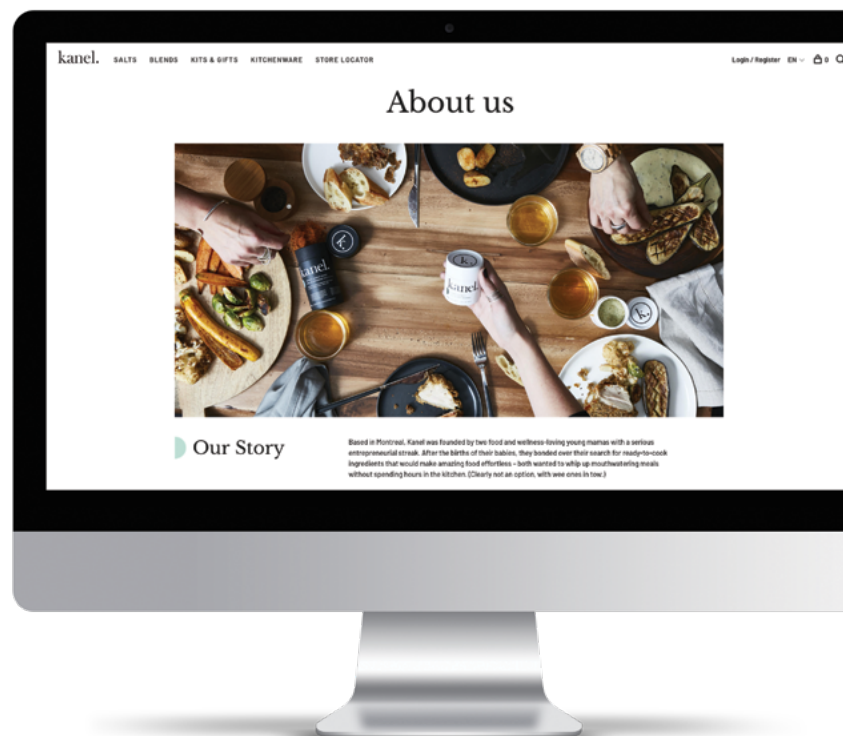 kanel. SALTS BLENDS KITS & GIFTS KITCHENWARE STORE LOCATOR Login / Register EN 0
About us
k.
kanel.
k.
kanel.
k.
Our Story
Based in Montreal, Kanel was founded by two food and wellness-loving young mamas with a serious
entrepreneurial streak. After the births of their babies, they bonded over their search for ready-to-cook
ingredients that would make amazing food effortless – both wanted to whip up mouthwatering meals
without spending hours in the kitchen. (Clearly not an option, with wee ones in tow.)